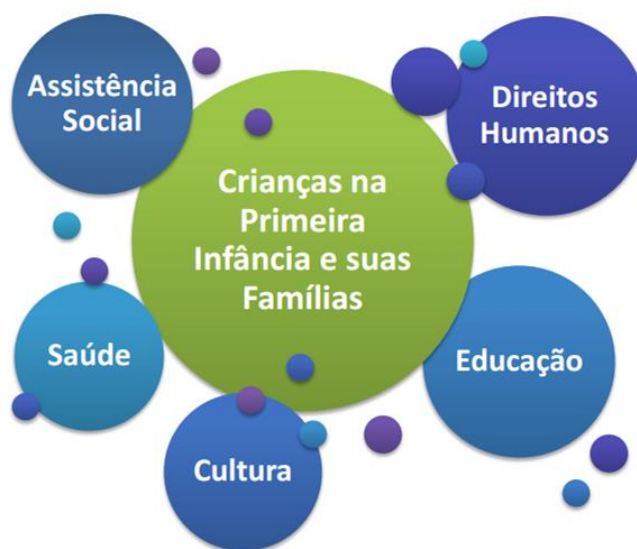 Assistência
Social
Direitos
Humanos
Crianças na
Primeira
Infância e suas
Famílias
Saúde
Educação
Cultura